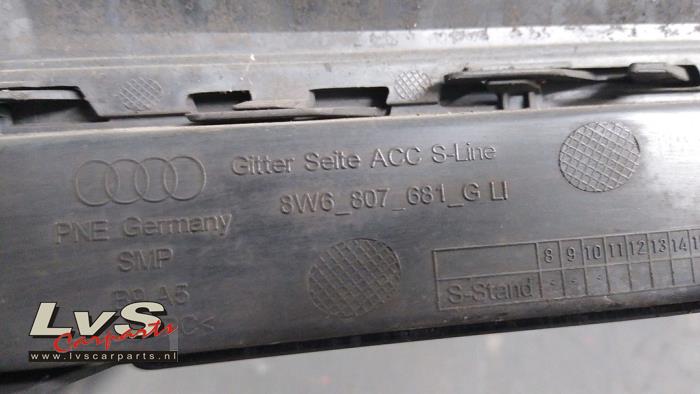 Gitter Seite ACC S-Line
8W6_807_681_G LI
PNE Germany
SMP
8 9 10 11 12 13 14
S-Stand - - -
LvS
Carparts
www.lvscarparts.nl